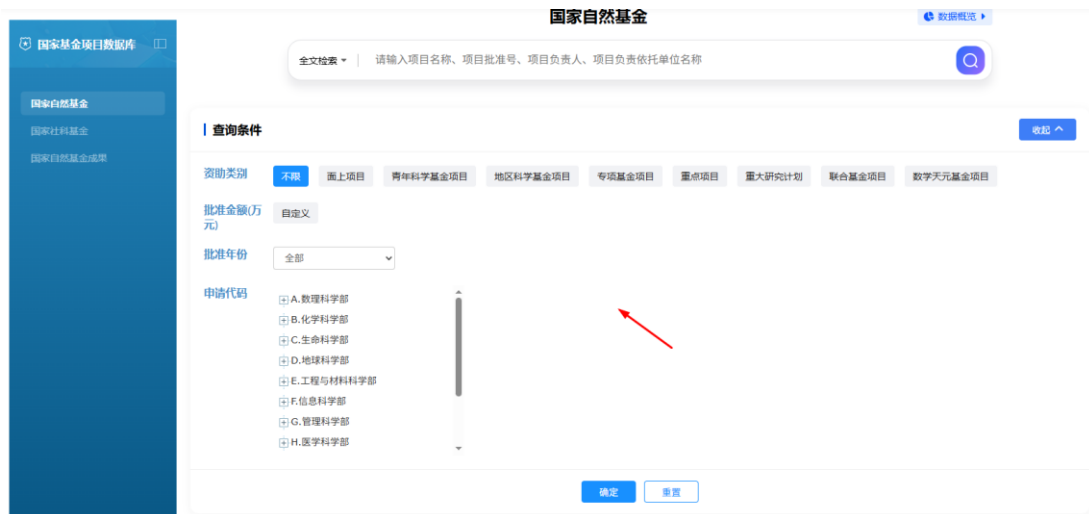 国家自然基金
数据概览
国家基金项目数据库
全文检索
请输入项目名称、项目批准号、项目负责人、项目负责依托单位名称
国家自然基金
国家社科基金
国家自然基金成果
查询条件
收起
资助类别 不限 面上项目 青年科学基金项目 地区科学基金项目 专项基金项目 重点项目 重大研究计划 联合基金项目 数学天元基金项目
批准金额(万元) 自定义
批准年份 全部
申请代码
A.数理科学部
B.化学科学部
C.生命科学部
D.地球科学部
E.工程与材料科学部
F.信息科学部
G.管理科学部
H.医学科学部
确定 重置